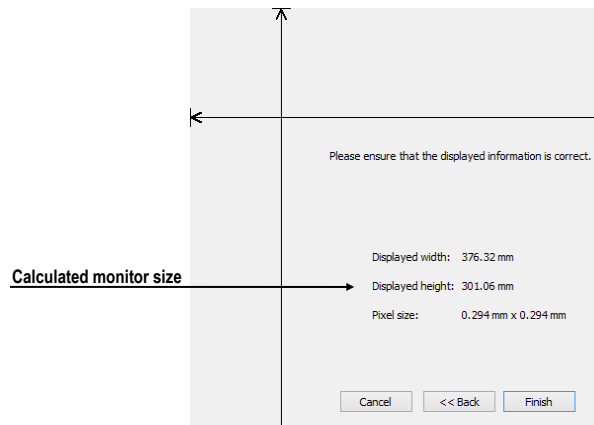 Please ensure that the displayed information is correct.
Displayed width: 376.32 mm
Calculated monitor size
Displayed height: 301.06 mm
Pixel size: 0.294 mm x 0.294 mm
Cancel << Back Finish